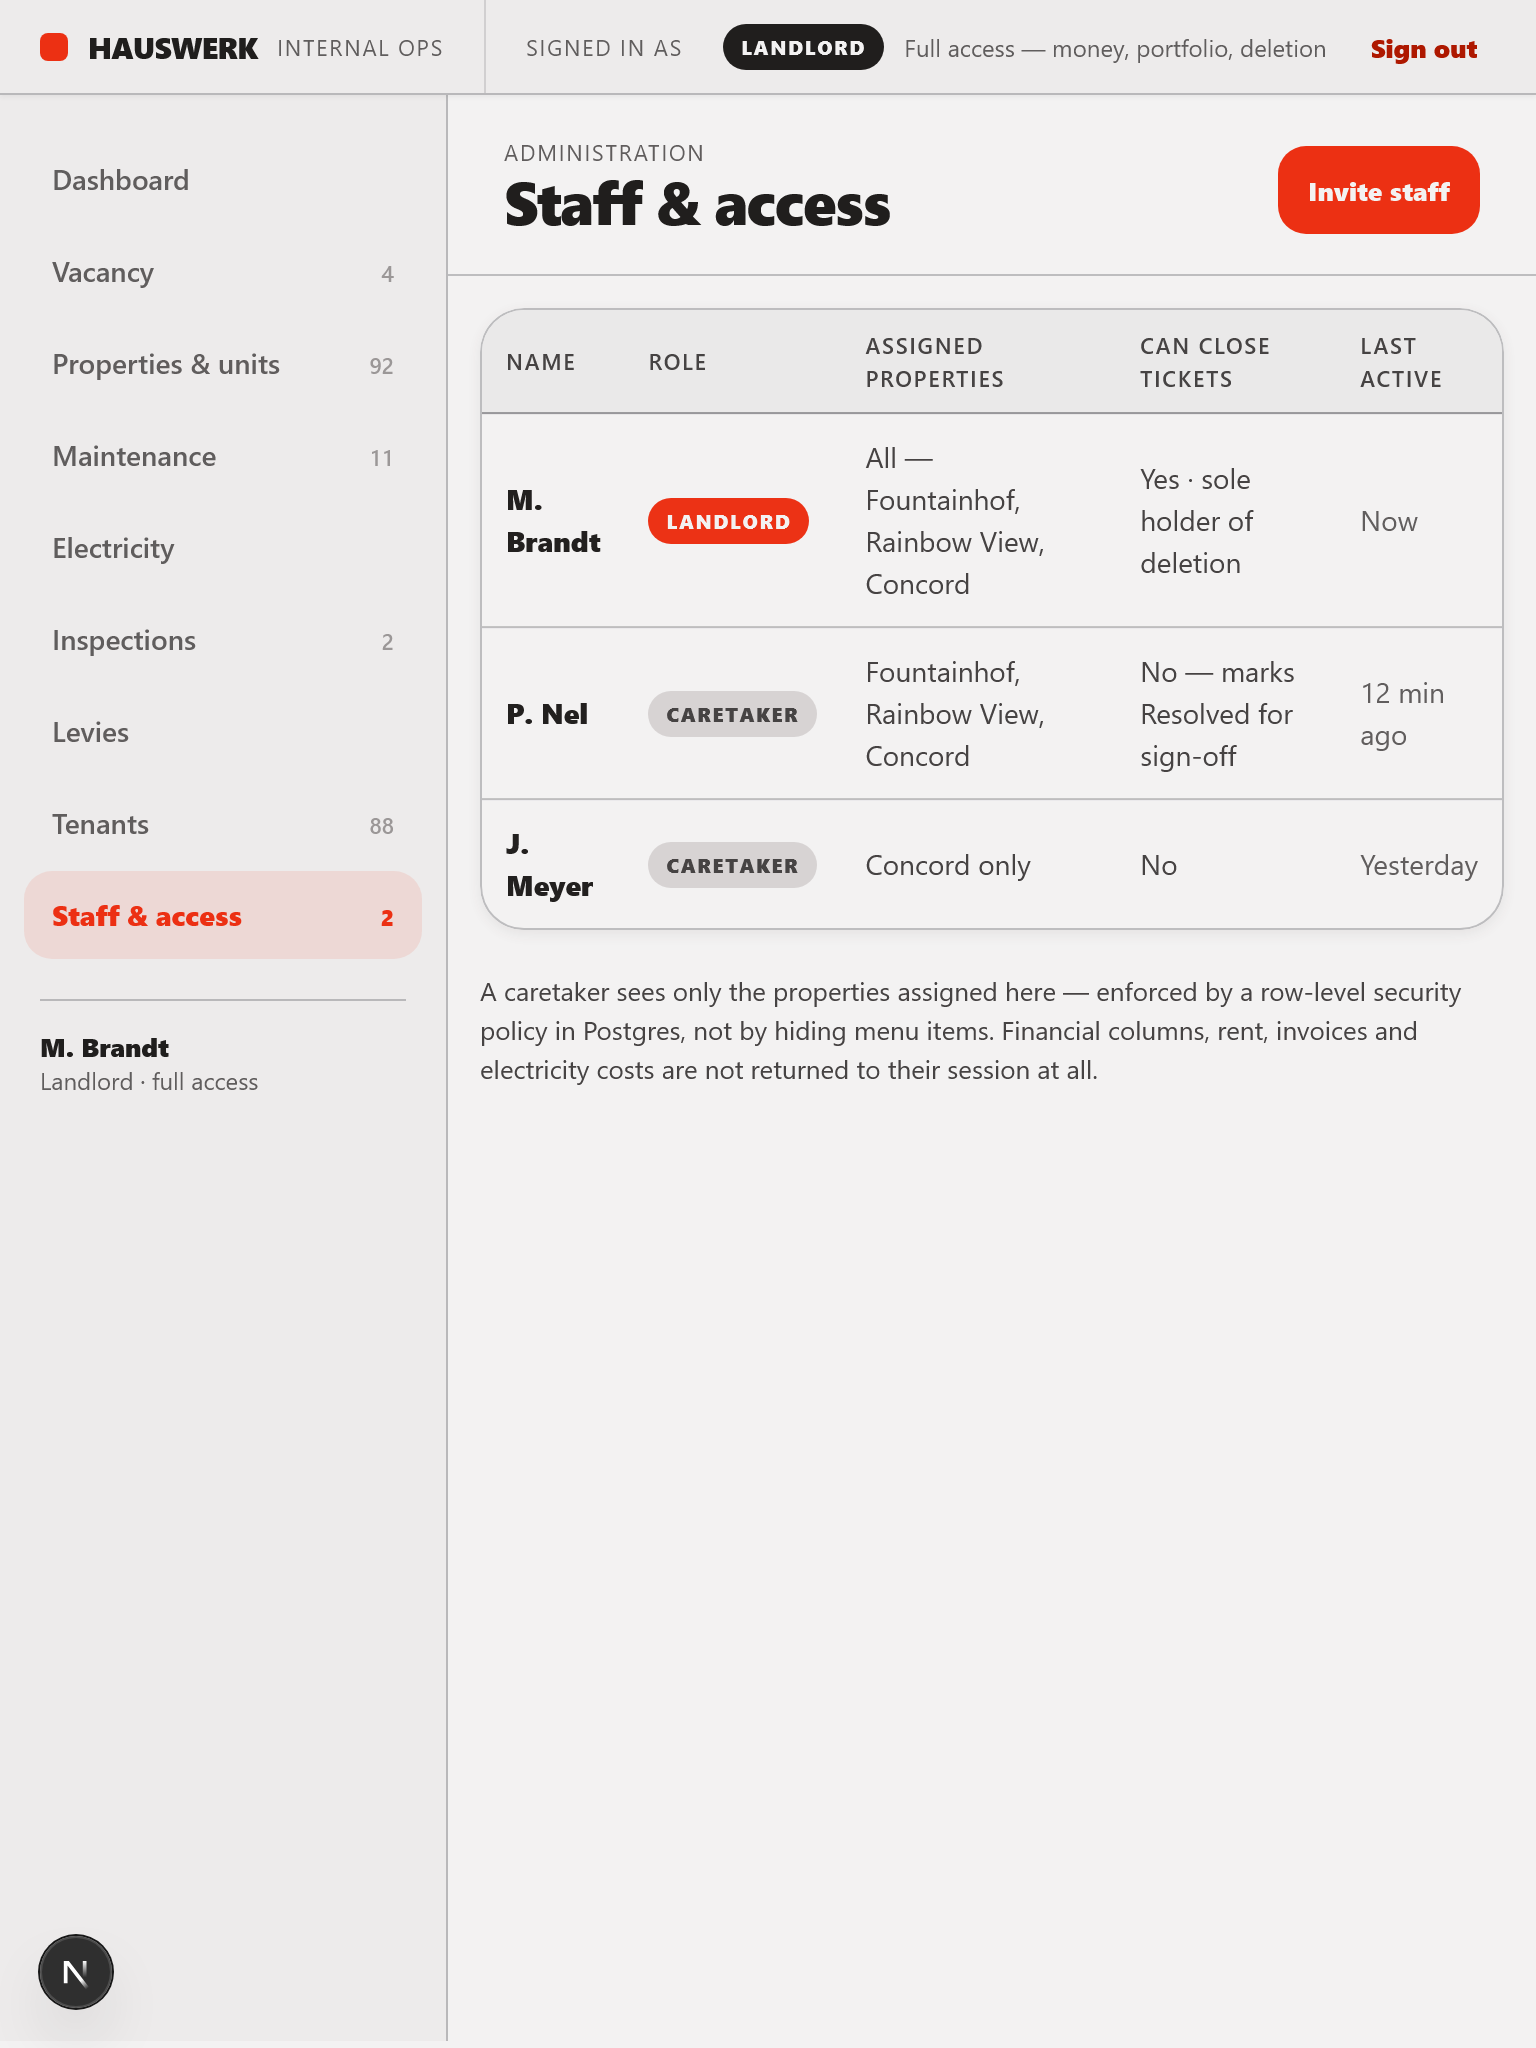 HAUSWERK INTERNAL OPS
SIGNED IN AS LANDLORD Full access — money, portfolio, deletion Sign out
Dashboard
Vacancy 4
Properties & units 92
Maintenance 11
Electricity
Inspections 2
Levies
Tenants 88
Staff & access 2
M. Brandt
Landlord · full access
N
ADMINISTRATION
Staff & access
Invite staff
NAME
ROLE
ASSIGNED
PROPERTIES
CAN CLOSE
TICKETS
LAST
ACTIVE
M.
Brandt
LANDLORD
All —
Fountainhof,
Rainbow View,
Concord
Yes · sole
holder of
deletion
Now
P. Nel
CARETAKER
Fountainhof,
Rainbow View,
Concord
No — marks
Resolved for
sign-off
12 min
ago
J.
Meyer
CARETAKER
Concord only
No
Yesterday
A caretaker sees only the properties assigned here — enforced by a row-level security
policy in Postgres, not by hiding menu items. Financial columns, rent, invoices and
electricity costs are not returned to their session at all.